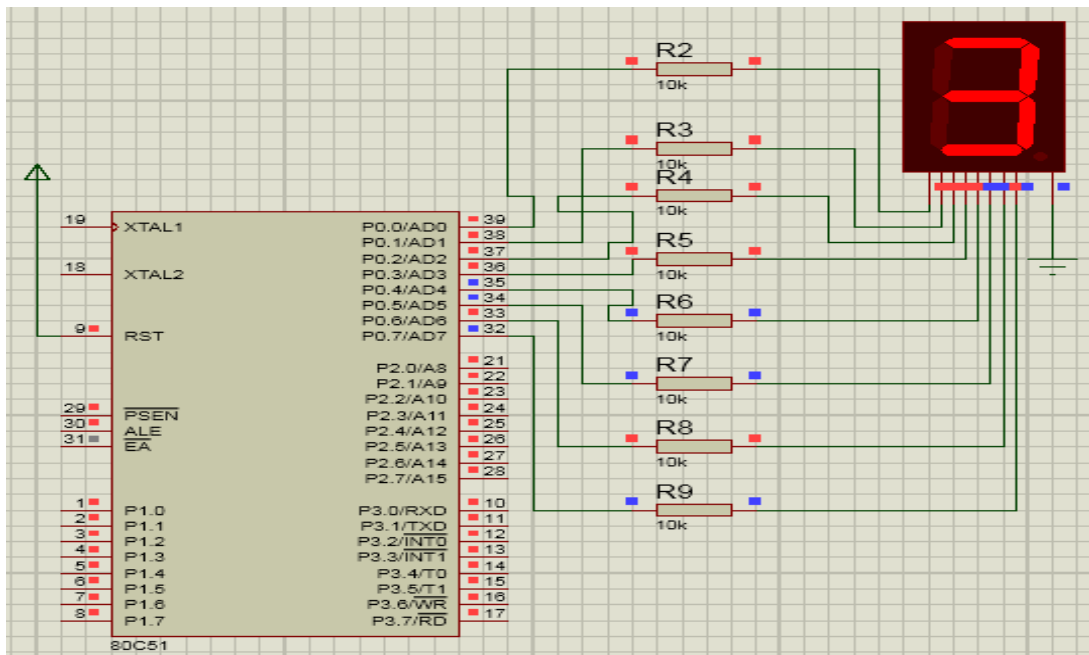 R2
10k
R3
10k
R4
10k
R5
10k
R6
10k
R7
10k
R8
10k
R9
10k
3
19 XTAL1 P0.0/AD0 39
P0.1/AD1 38
P0.2/AD2 37
18 XTAL2 P0.3/AD3 36
P0.4/AD4 35
P0.5/AD5 34
P0.6/AD6 33
9 RST P0.7/AD7 32
P2.0/A8 21
P2.1/A9 22
P2.2/A10 23
29 PSEN P2.3/A11 24
30 ALE P2.4/A12 25
31 EA P2.5/A13 26
P2.6/A14 27
P2.7/A15 28
1 P1.0 P3.0/RXD 10
2 P1.1 P3.1/TXD 11
3 P1.2 P3.2/INT0 12
4 P1.3 P3.3/INT1 13
5 P1.4 P3.4/T0 14
6 P1.5 P3.5/T1 15
7 P1.6 P3.6/WR 16
8 P1.7 P3.7/RD 17
80C51